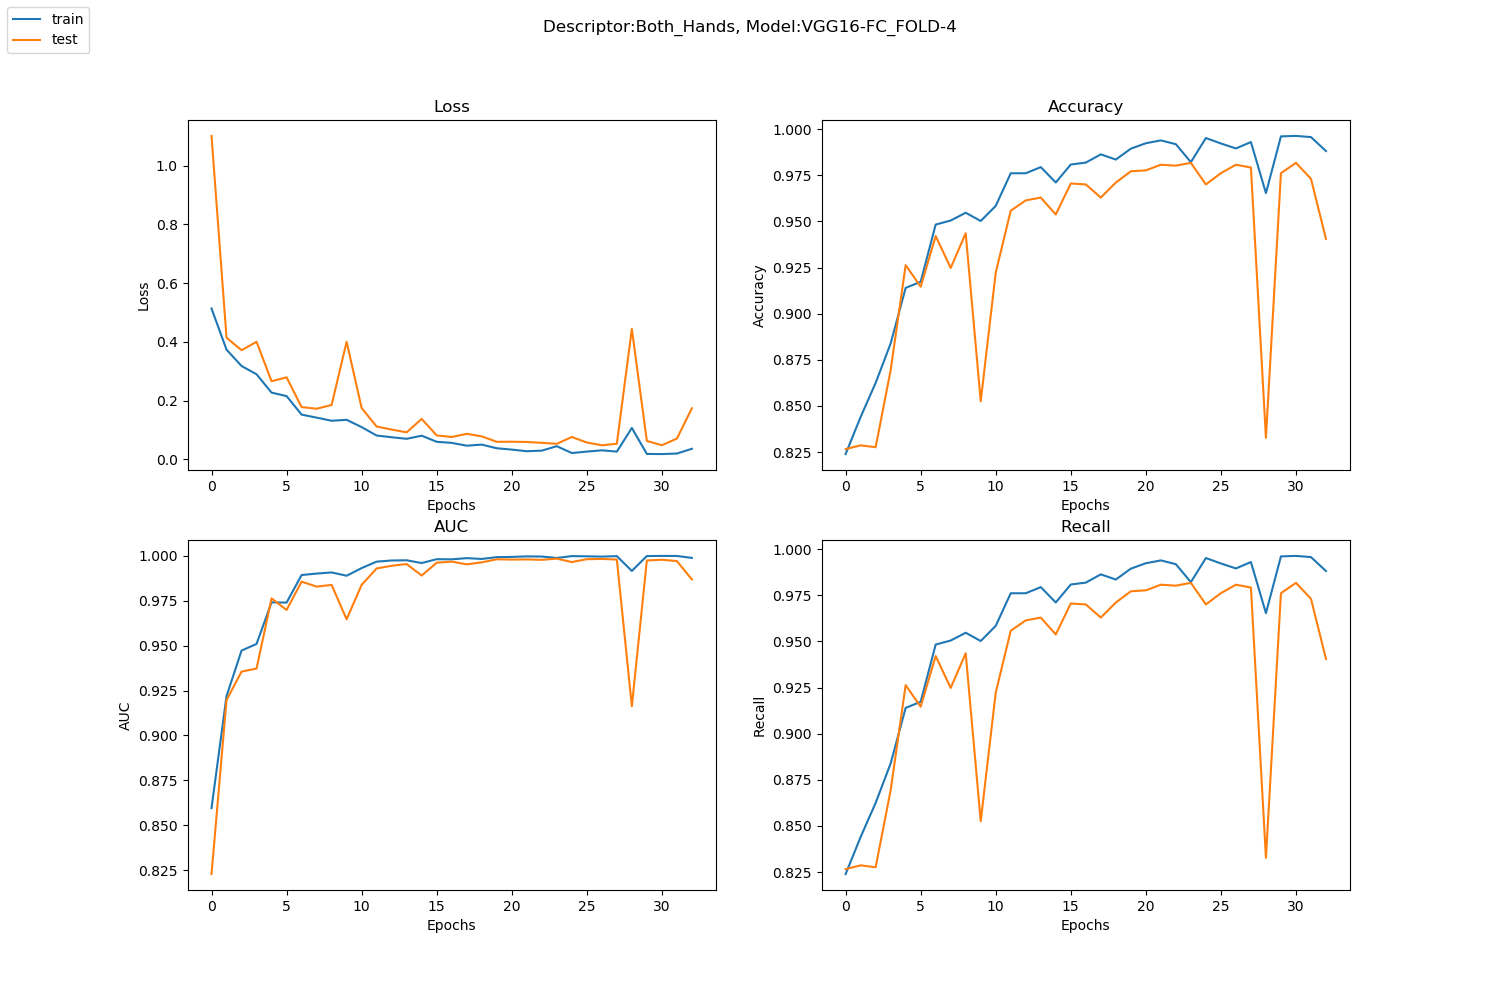 train
test
Descriptor:Both_Hands, Model:VGG16-FC_FOLD-4
Loss
1.0
0.8
0.6
0.4
0.2
0.0
Loss
0 5 10 15 20 25 30
Epochs
Accuracy
1.000
0.975
0.950
0.925
0.900
0.875
0.850
0.825
Accuracy
0 5 10 15 20 25 30
Epochs
AUC
1.000
0.975
0.950
0.925
0.900
0.875
0.850
0.825
AUC
0 5 10 15 20 25 30
Epochs
Recall
1.000
0.975
0.950
0.925
0.900
0.875
0.850
0.825
Recall
0 5 10 15 20 25 30
Epochs